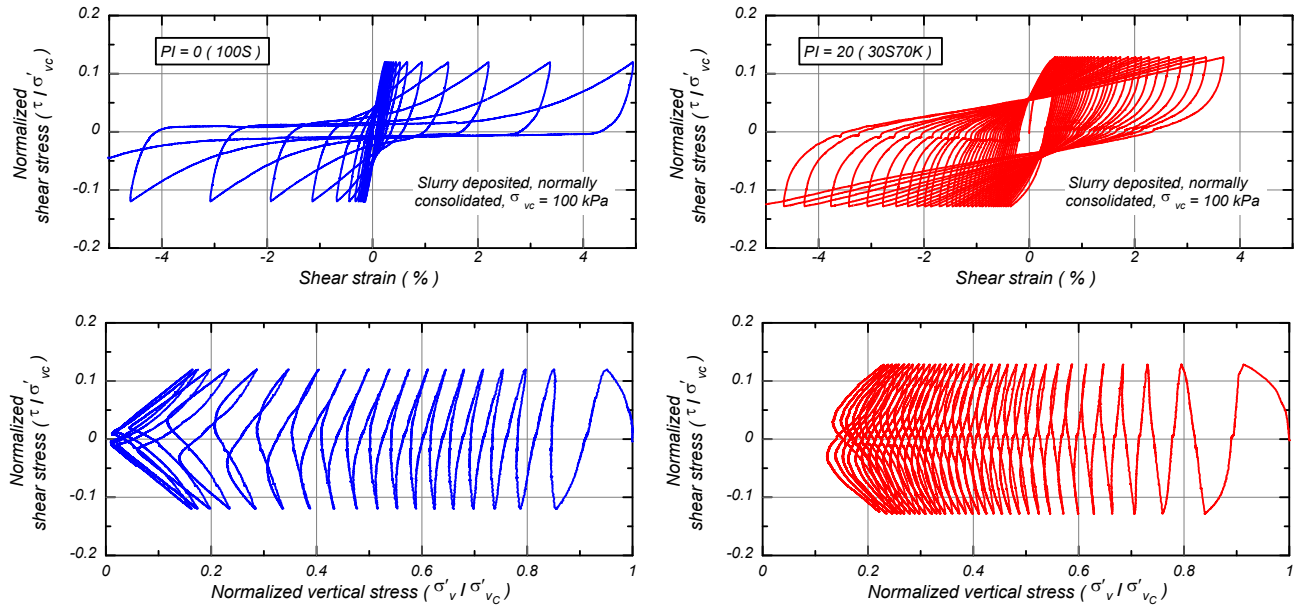 0.2
0.1
0
-0.1
-0.2
Normalized
shear stress ( τ / σ'vc )
PI = 0 ( 100S )
Slurry deposited, normally
consolidated, σ vc = 100 kPa
-4
-2
0
2
4
Shear strain ( % )
0.2
0.1
0
-0.1
-0.2
Normalized
shear stress ( τ / σ'vc )
PI = 20 ( 30S70K )
Slurry deposited, normally
consolidated, σ vc = 100 kPa
-4
-2
0
2
4
Shear strain ( % )
0.2
0.1
0
-0.1
-0.2
Normalized
shear stress ( τ / σ'vc )
0
0.2
0.4
0.6
0.8
1
Normalized vertical stress ( σ'v / σ'vC )
0.2
0.1
0
-0.1
-0.2
Normalized
shear stress ( τ / σ'vc )
0
0.2
0.4
0.6
0.8
1
Normalized vertical stress ( σ'v / σ'vC )